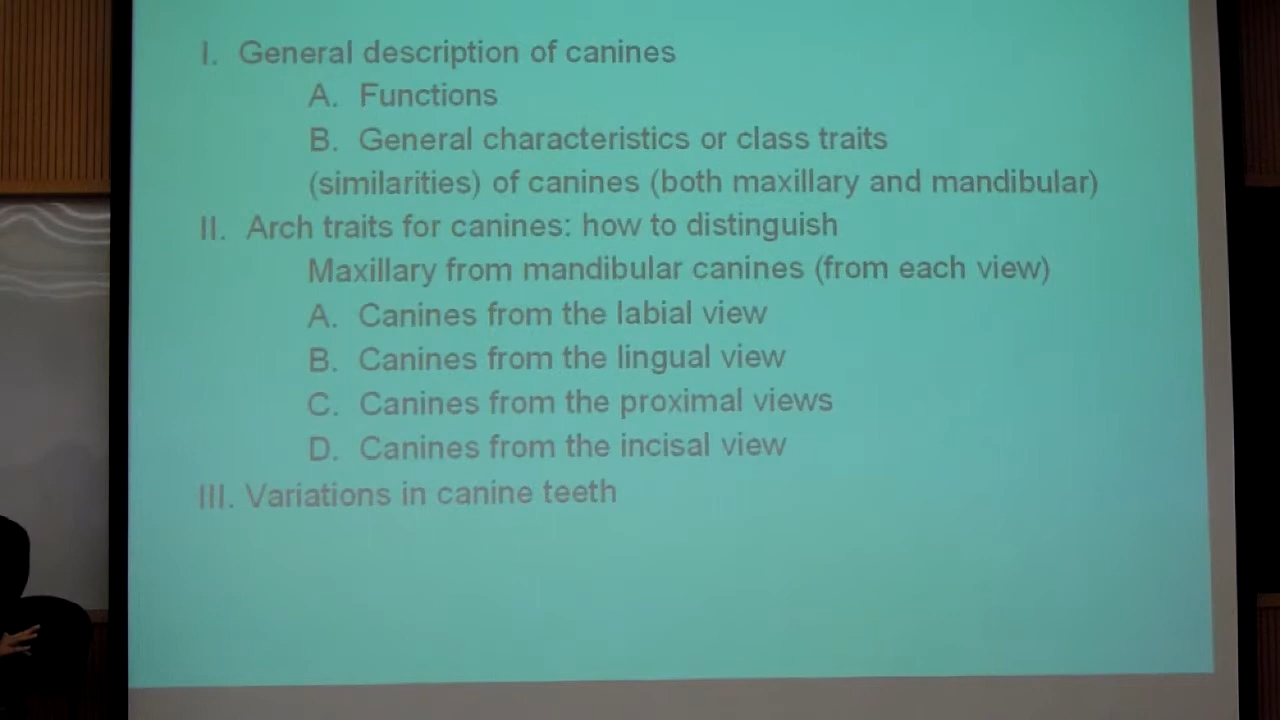 I. General description of canines
A. Functions
B. General characteristics or class traits
(similarities) of canines (both maxillary and mandibular)
II. Arch traits for canines: how to distinguish
Maxillary from mandibular canines (from each view)
A. Canines from the labial view
B. Canines from the lingual view
C. Canines from the proximal views
D. Canines from the incisal view
III. Variations in canine teeth